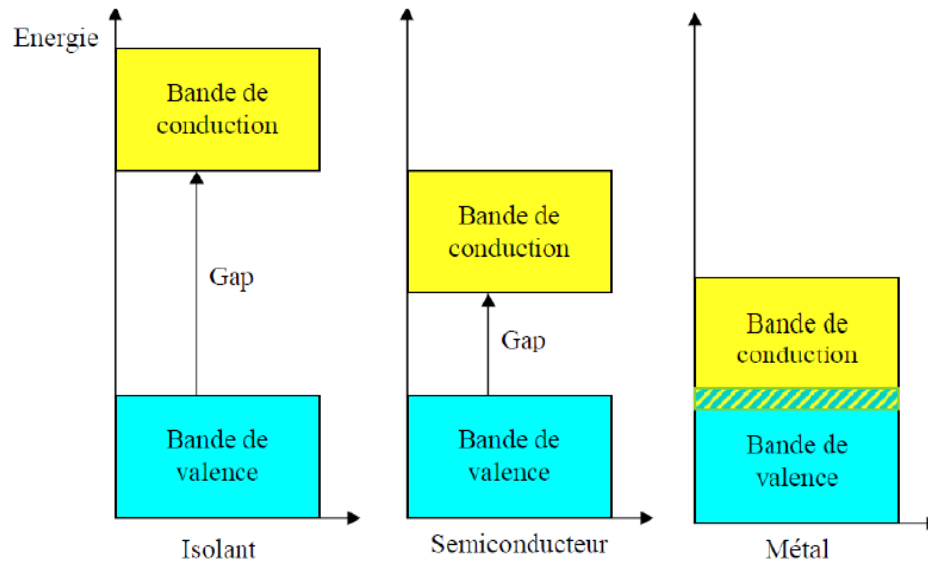 Energie
Bande de
conduction
Gap
Bande de
valence
Isolant
Bande de
conduction
Gap
Bande de
valence
Semiconducteur
Bande de
conduction
Bande de
valence
Métal